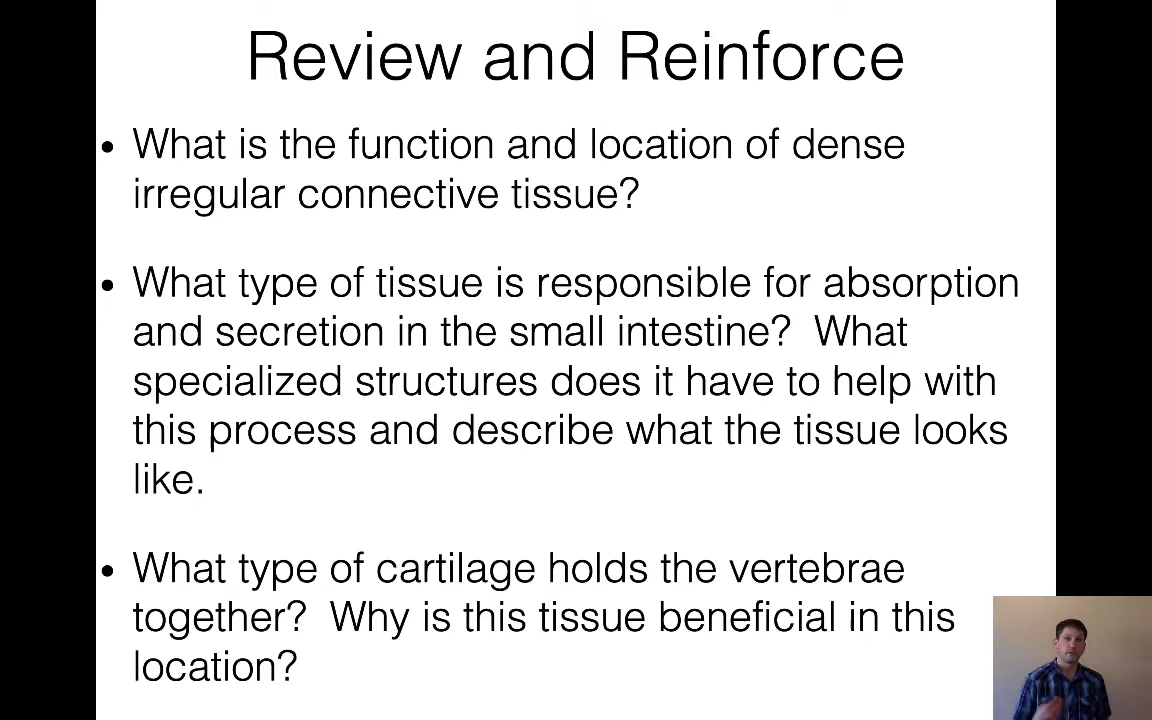 Review and Reinforce
• What is the function and location of dense
irregular connective tissue?
• What type of tissue is responsible for absorption
and secretion in the small intestine?  What
specialized structures does it have to help with
this process and describe what the tissue looks
like.
• What type of cartilage holds the vertebrae
together?  Why is this tissue beneficial in this
location?